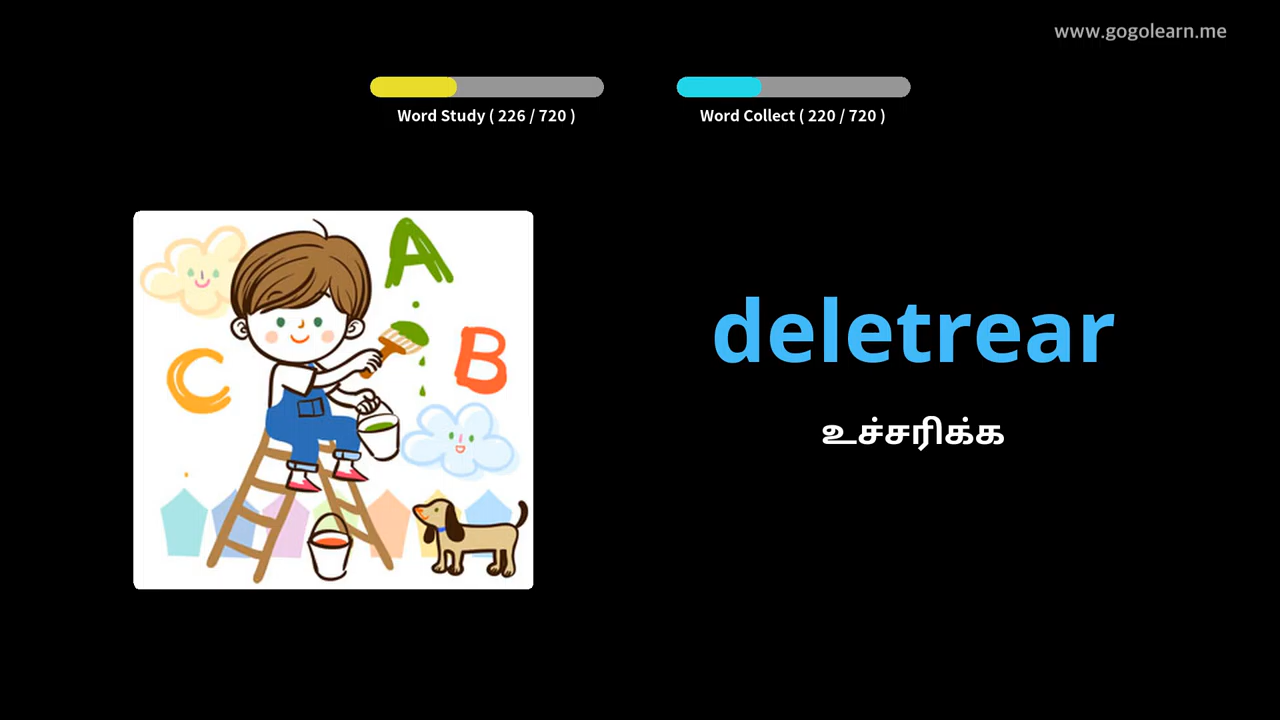 www.gogolearn.me
Word Study ( 226 / 720 )
Word Collect ( 220 / 720 )
A
B
C
deletrear
உச்சரிக்க